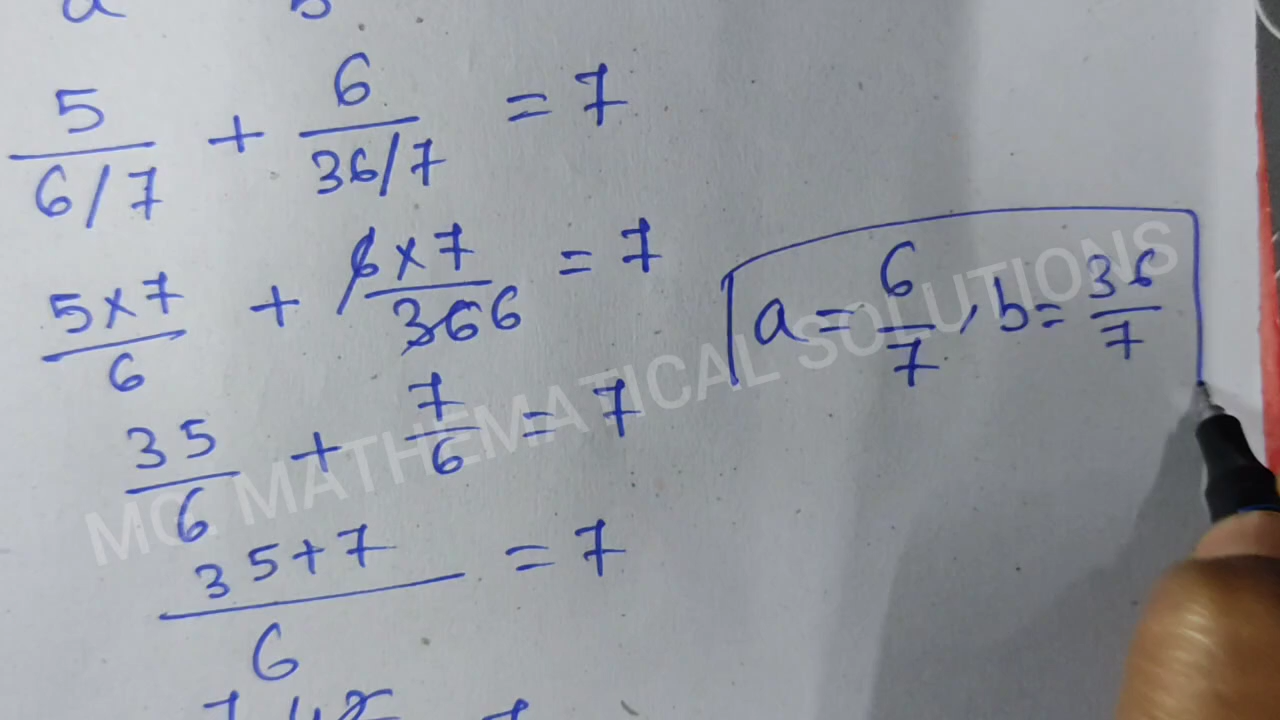 a b
5/(6/7) + 6/(36/7) = 7
(5×7)/6 + (6×7)/(36 6) = 7
a = 6/7, b = 36/7
35/6 + 7/6 = 7
(35+7)/6 = 7
MC. MATHEMATICAL SOLUTIONS